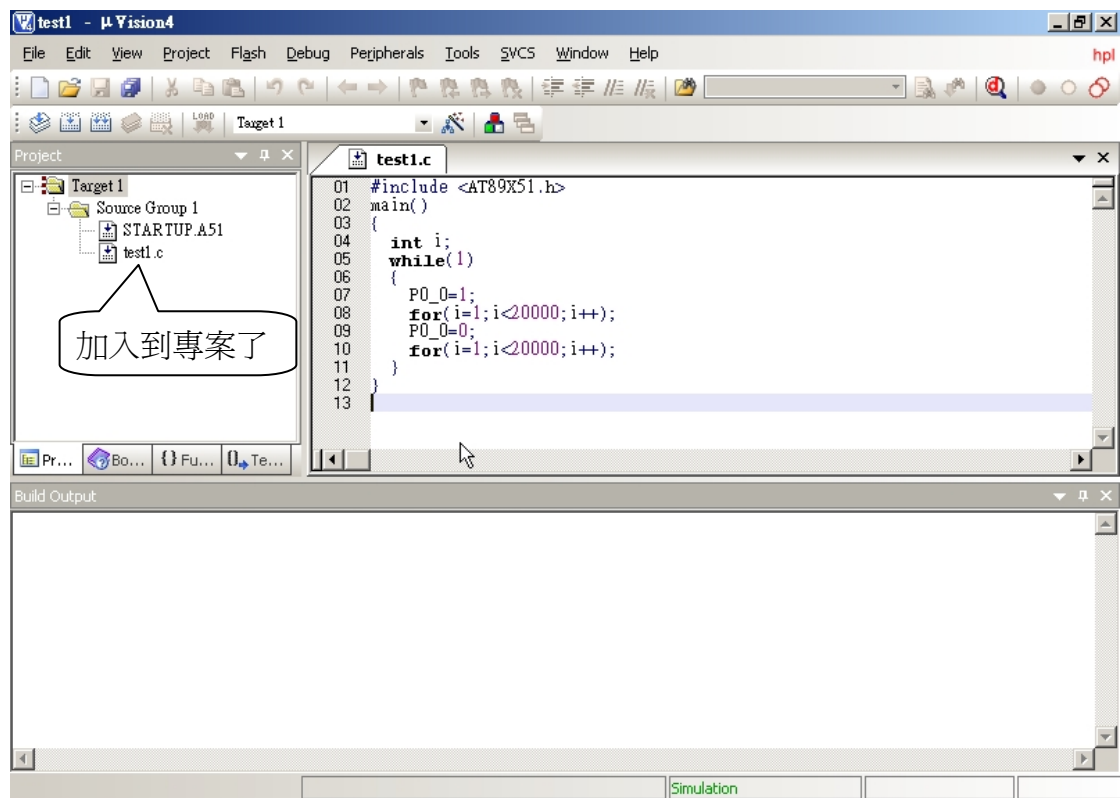 test1 - µVision4
File Edit View Project Flash Debug Peripherals Tools SVCS Window Help
hpl
LOAD Target 1
Project
test1.c
Target 1
Source Group 1
STARTUP.A51
test1.c
加入到專案了
01 #include <AT89X51.h>
02 main()
03 {
04 int i;
05 while(1)
06 {
07 P0_0=1;
08 for(i=1;i<20000;i++);
09 P0_0=0;
10 for(i=1;i<20000;i++);
11 }
12 }
13
Pr... Bo... {} Fu... 0 Te...
Build Output
Simulation